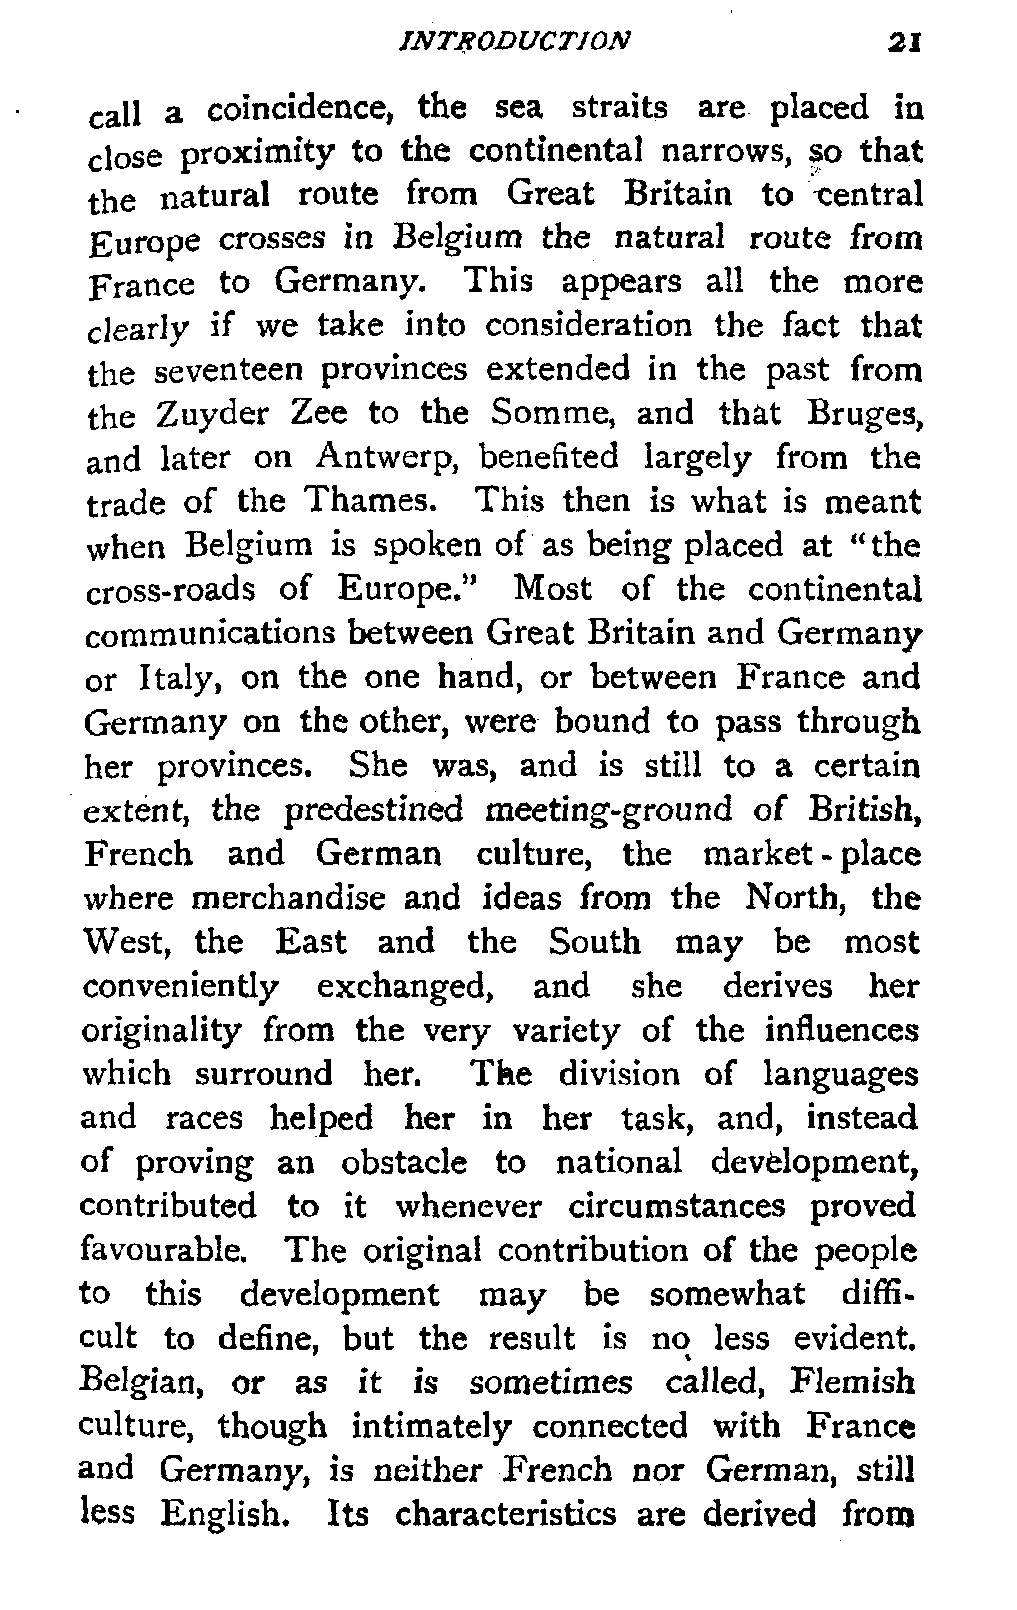 INTRODUCTION 21
call a coincidence, the sea straits are placed in
close proximity to the continental narrows, so that
the natural route from Great Britain to central
Europe crosses in Belgium the natural route from
France to Germany. This appears all the more
clearly if we take into consideration the fact that
the seventeen provinces extended in the past from
the Zuyder Zee to the Somme, and that Bruges,
and later on Antwerp, benefited largely from the
trade of the Thames. This then is what is meant
when Belgium is spoken of as being placed at "the
cross-roads of Europe." Most of the continental
communications between Great Britain and Germany
or Italy, on the one hand, or between France and
Germany on the other, were bound to pass through
her provinces. She was, and is still to a certain
extent, the predestined meeting-ground of British,
French and German culture, the market-place
where merchandise and ideas from the North, the
West, the East and the South may be most
conveniently exchanged, and she derives her
originality from the very variety of the influences
which surround her. The division of languages
and races helped her in her task, and, instead
of proving an obstacle to national development,
contributed to it whenever circumstances proved
favourable. The original contribution of the people
to this development may be somewhat diffi-
cult to define, but the result is no less evident.
Belgian, or as it is sometimes called, Flemish
culture, though intimately connected with France
and Germany, is neither French nor German, still
less English. Its characteristics are derived from